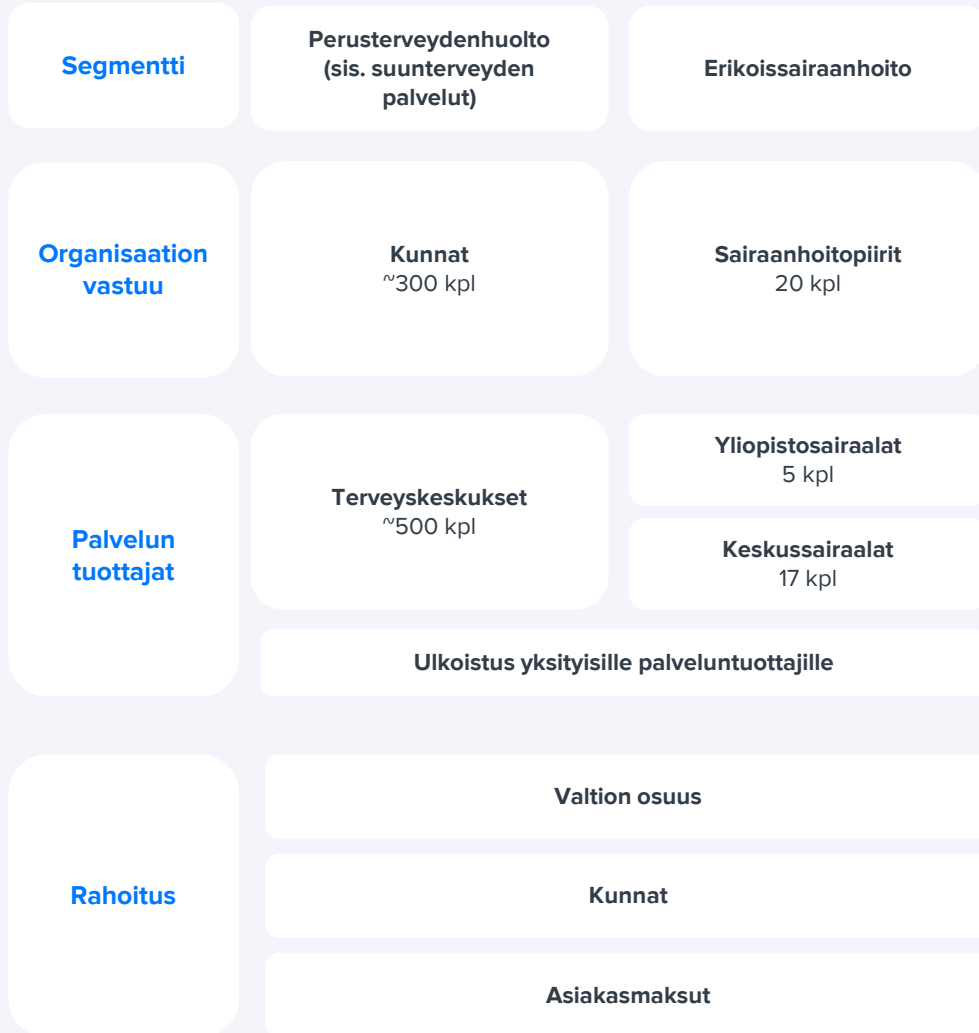 Segmentti
Perusterveydenhuolto
(sis. suunterveyden
palvelut)
Erikoissairaanhoito
Organisaation
vastuu
Kunnat
~300 kpl
Sairaanhoitopiirit
20 kpl
Palvelun
tuottajat
Terveyskeskukset
~500 kpl
Yliopistosairaalat
5 kpl
Keskussairaalat
17 kpl
Ulkoistus yksityisille palveluntuottajille
Rahoitus
Valtion osuus
Kunnat
Asiakasmaksut